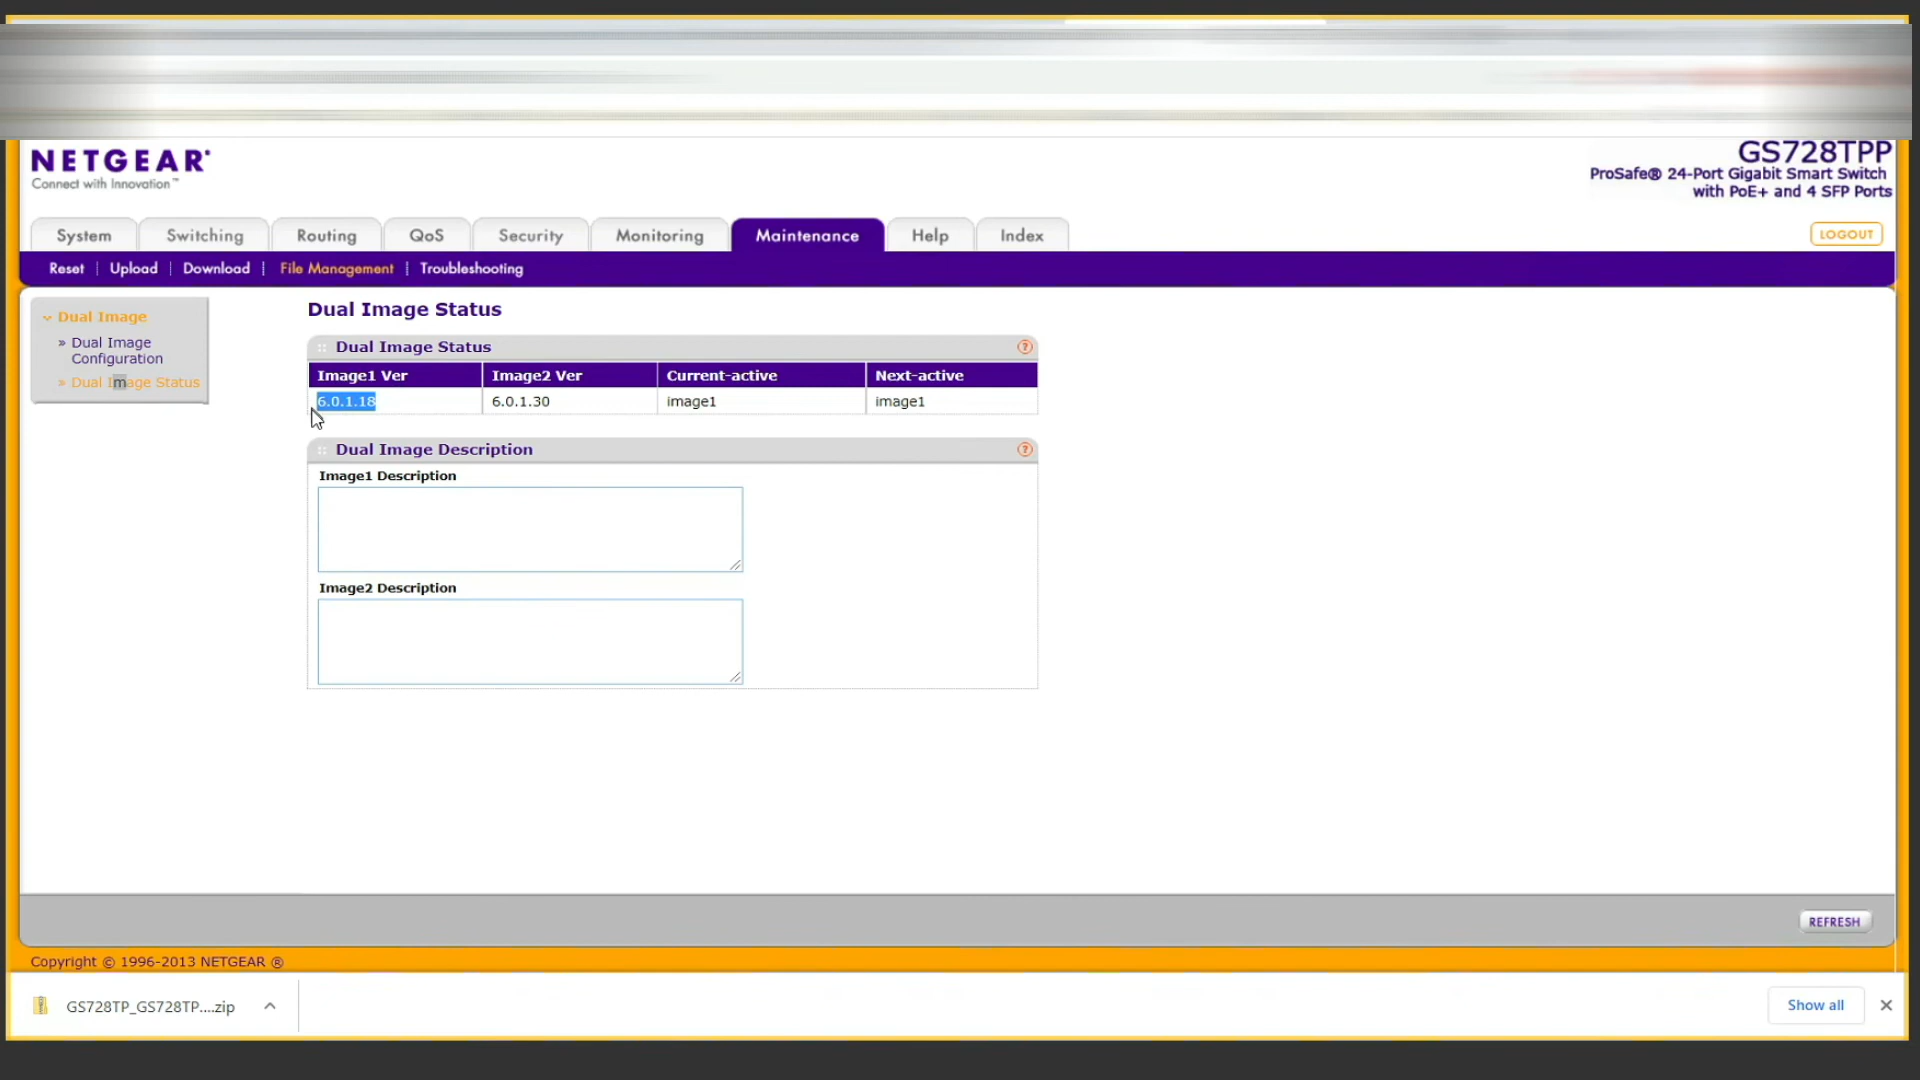 NETGEAR®
Connect with Innovation™
GS728TPP
ProSafe® 24-Port Gigabit Smart Switch
with PoE+ and 4 SFP Ports
System Switching Routing QoS Security Monitoring Maintenance Help Index LOGOUT
Reset | Upload | Download | File Management | Troubleshooting
Dual Image
» Dual Image
Configuration
» Dual Image Status
Dual Image Status
Dual Image Status ?
Image1 Ver Image2 Ver Current-active Next-active
6.0.1.18 6.0.1.30 image1 image1
Dual Image Description ?
Image1 Description
Image2 Description
REFRESH
Copyright © 1996-2013 NETGEAR ®
GS728TP_GS728TP....zip Show all